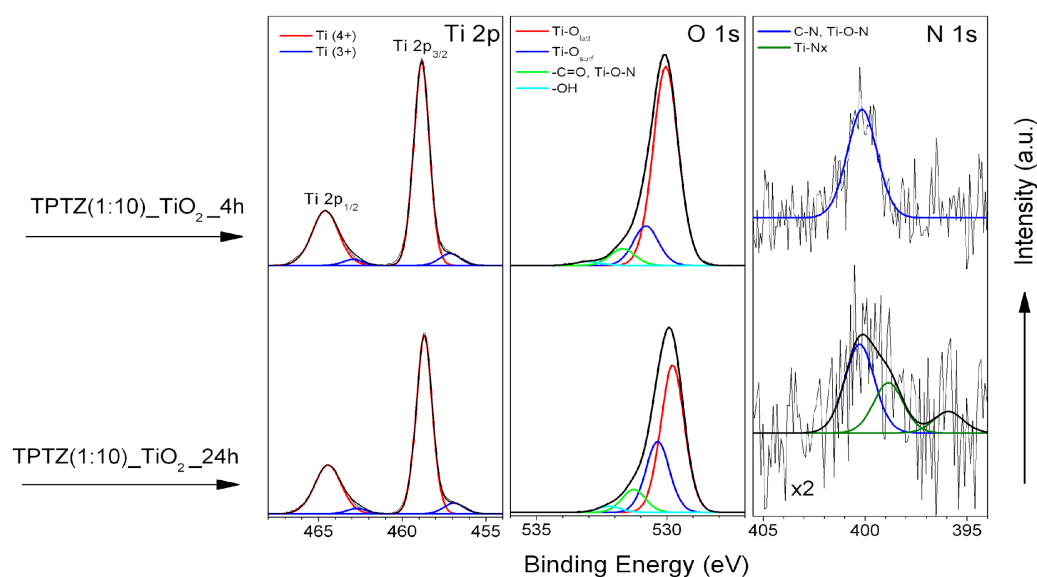 Ti 2p
Ti (4+)
Ti (3+)
Ti 2p3/2
Ti 2p1/2
O 1s
Ti-Olatt
Ti-Osurf
-C=O, Ti-O-N
-OH
N 1s
C-N, Ti-O-N
Ti-Nx
TPTZ(1:10)_TiO2_4h
TPTZ(1:10)_TiO2_24h
x2
Intensity (a.u.)
465 460 455
535 530
405 400 395
Binding Energy (eV)